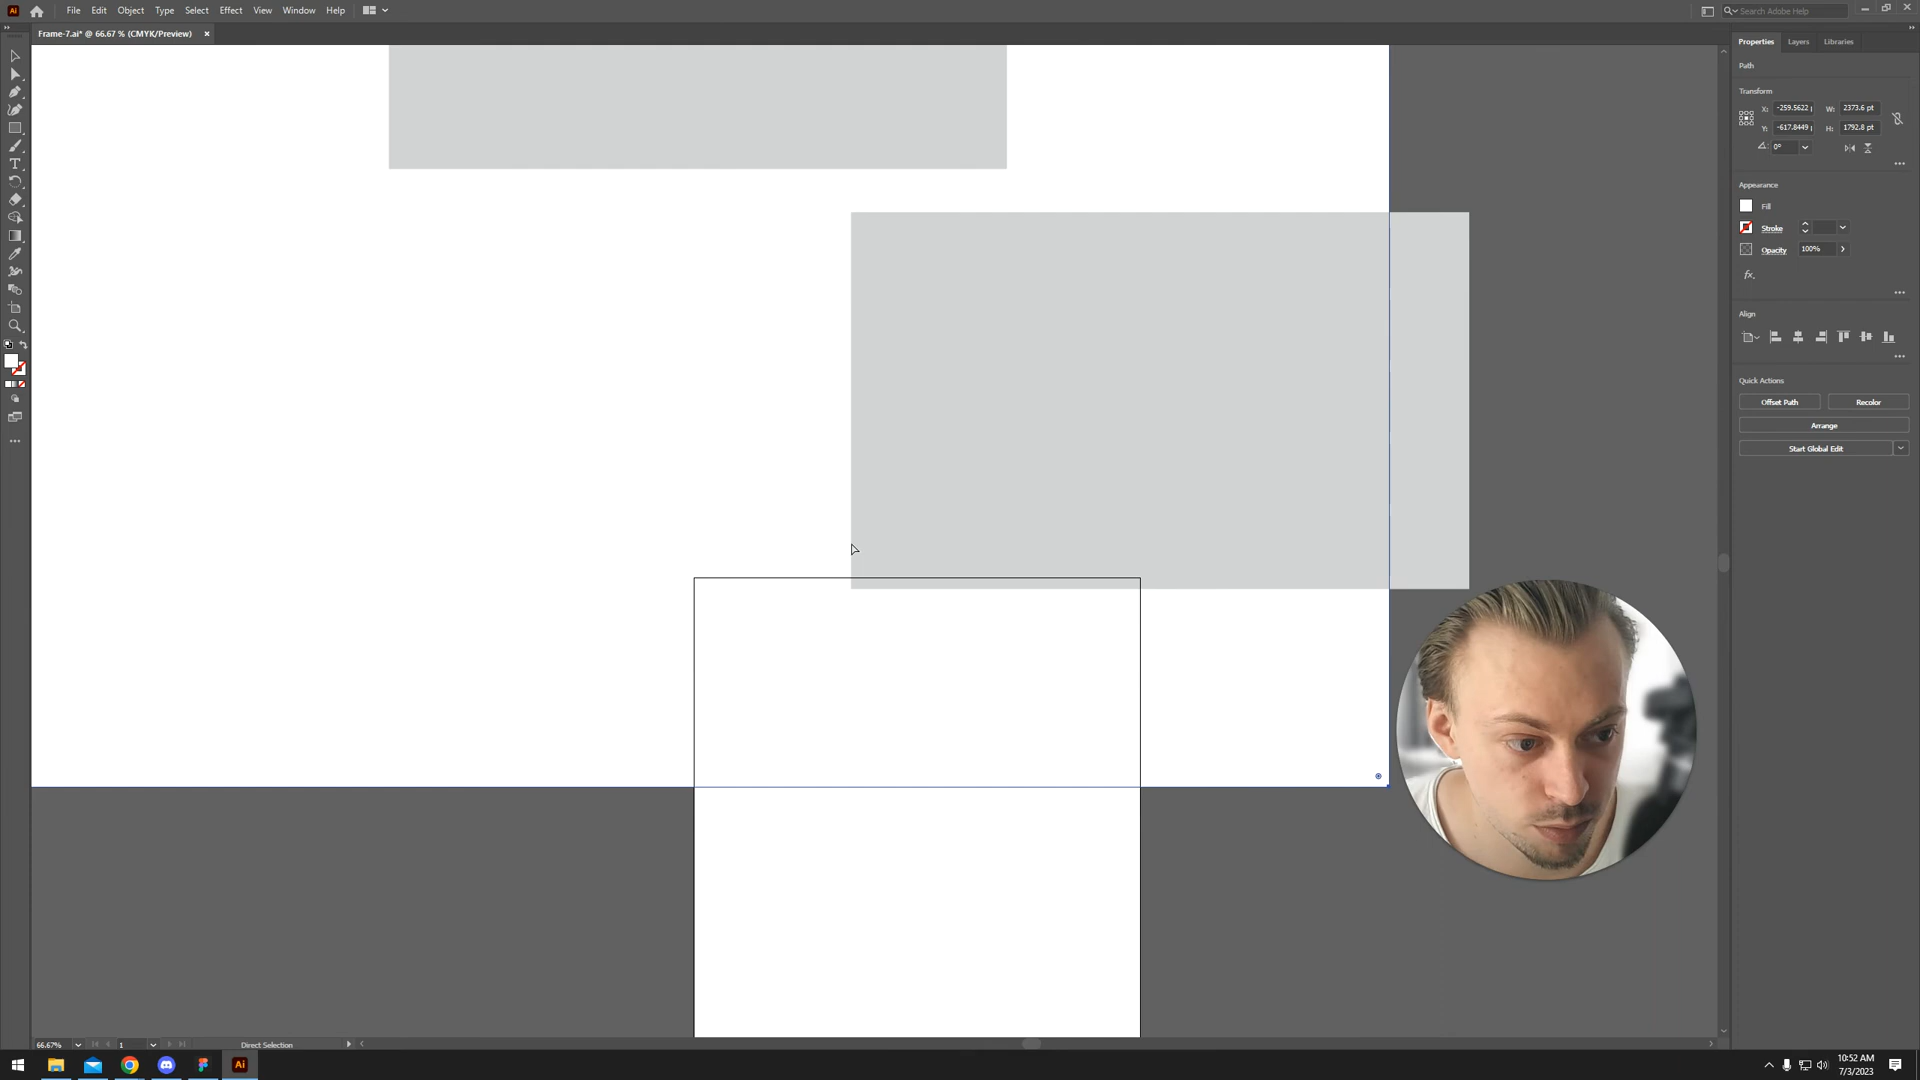 Ai File Edit Object Type Select Effect View Window Help Search Adobe Help
Frame-7.ai* @ 66.67 % (CMYK/Preview) ×
Properties Layers Libraries
Path
Transform
X: -259.5622 W: 2373.6 pt
Y: -617.8449 H: 1792.8 pt
0°
Appearance
Fill
Stroke
Opacity 100%
fx.
Align
Quick Actions
Offset Path Recolor
Arrange
Start Global Edit
66.67% 1 Direct Selection
Ai
10:52 AM
7/3/2023